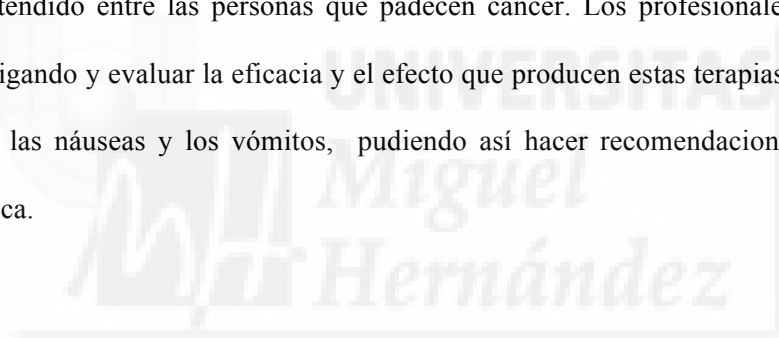 tendido entre las personas que padecen cáncer. Los profesionale
igando y evaluar la eficacia y el efecto que producen estas terapias
las náuseas y los vómitos, pudiendo así hacer recomendacion
ca.
UNIVERSITAS
Miguel
Hernández